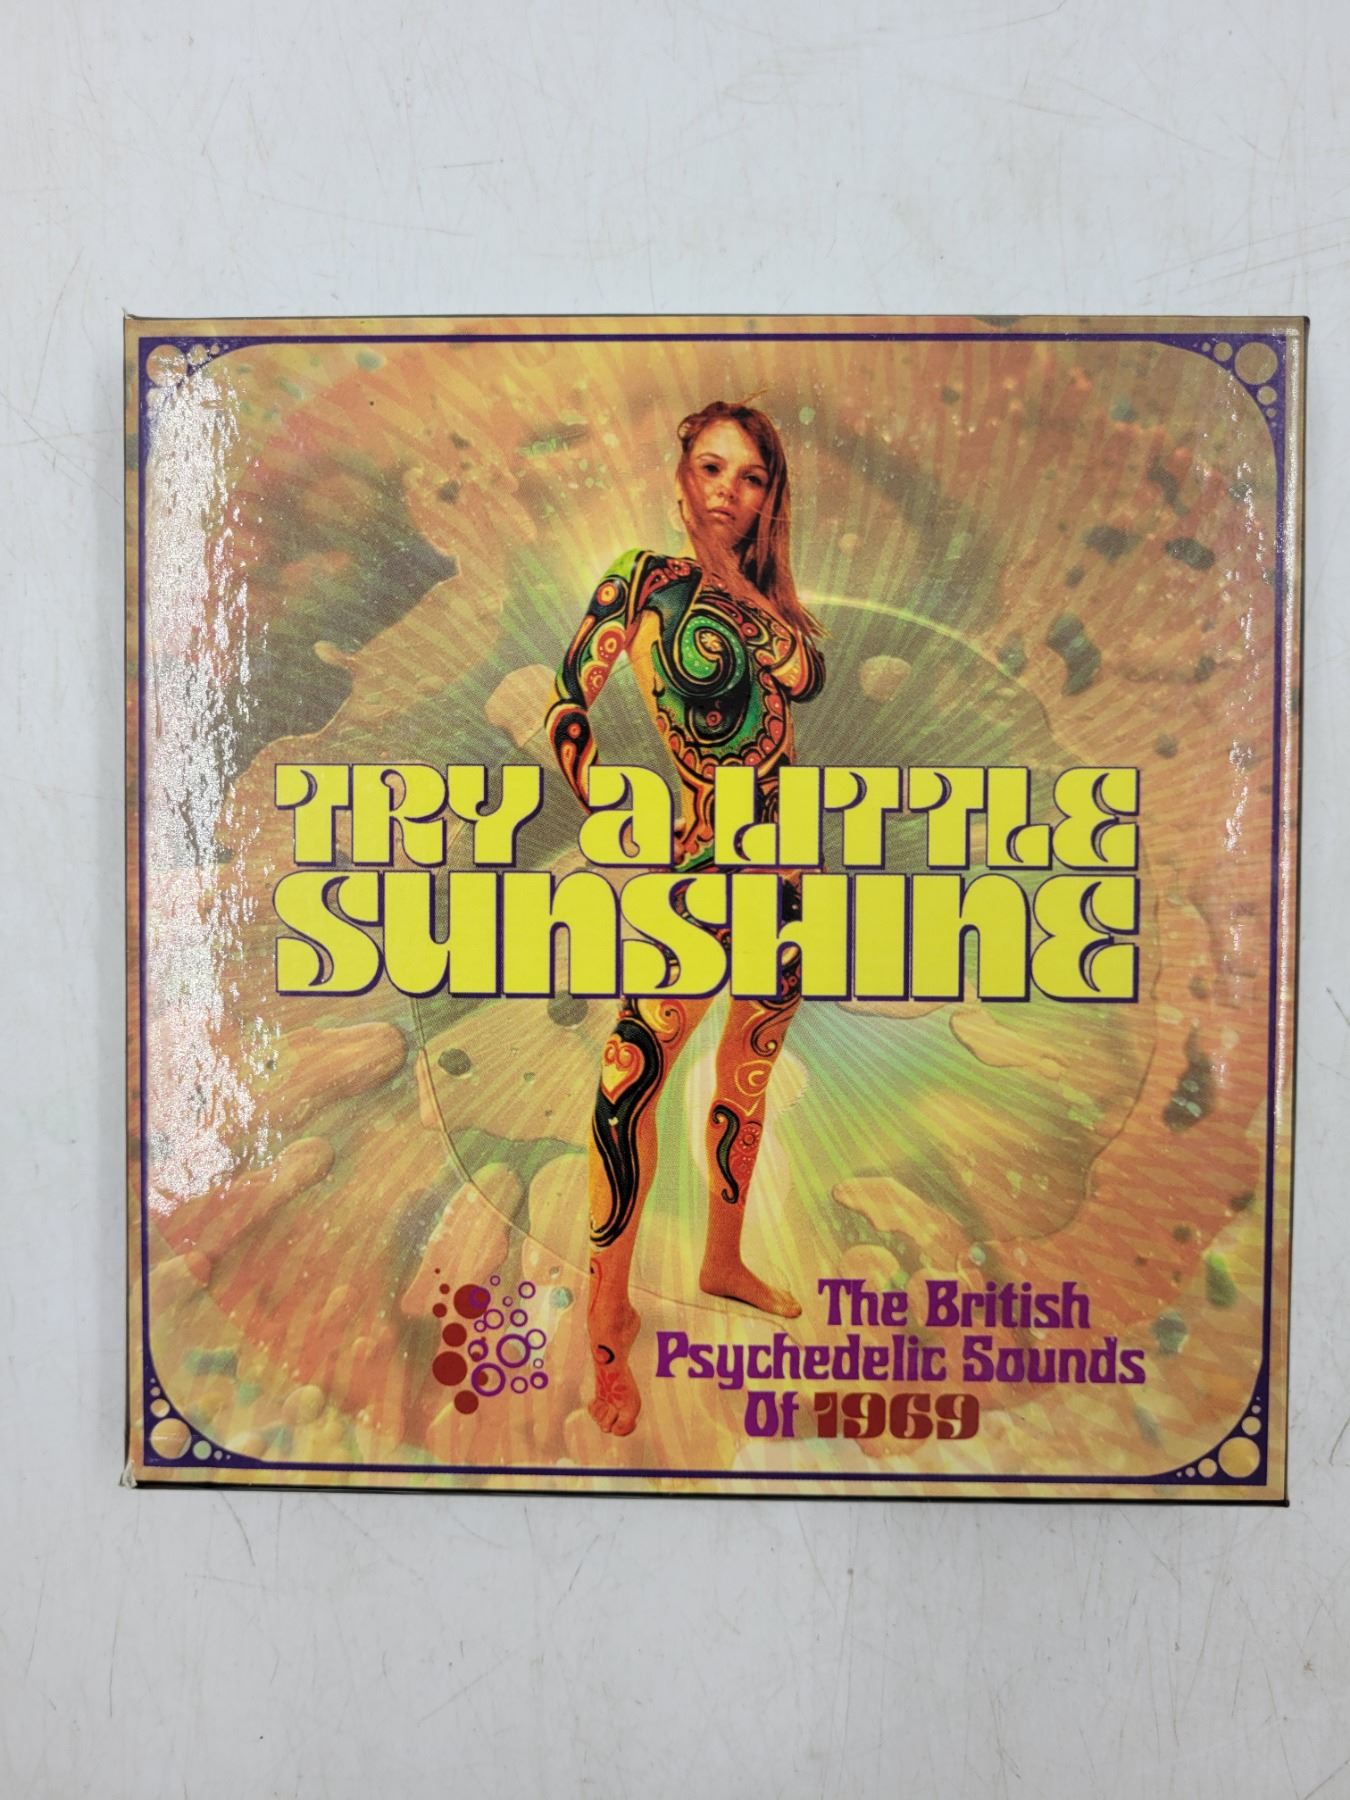 TRY a LITTLE
SUNSHINE
The British
Psychedelic Sounds
Of 1969